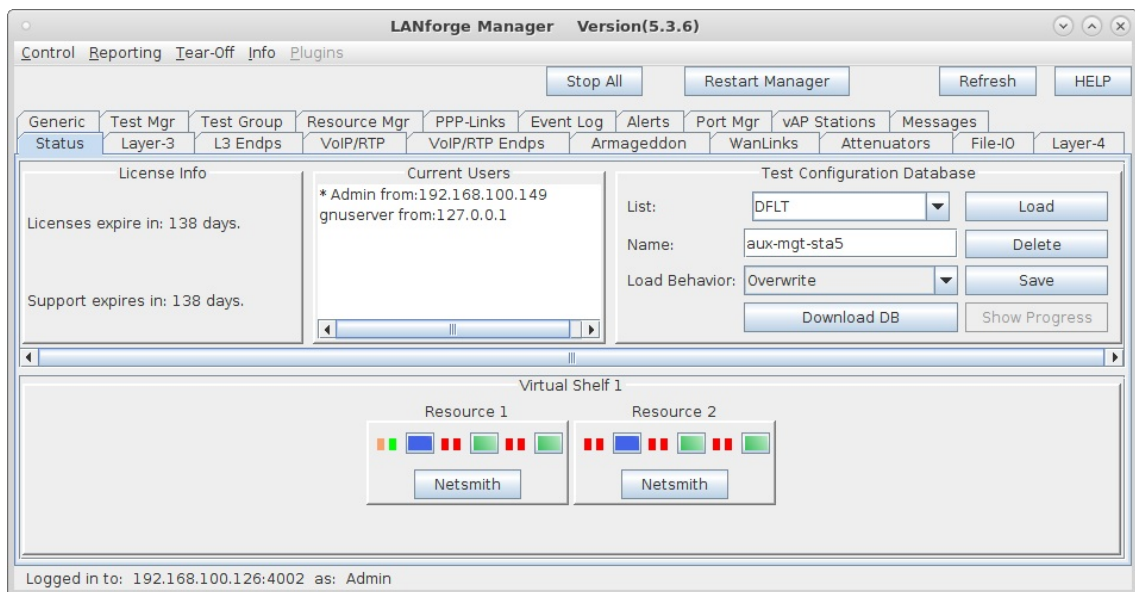 LANforge Manager Version(5.3.6)
Control Reporting Tear-Off Info Plugins
Stop All Restart Manager Refresh HELP
Generic Test Mgr Test Group Resource Mgr PPP-Links Event Log Alerts Port Mgr vAP Stations Messages
Status Layer-3 L3 Endps VoIP/RTP VoIP/RTP Endps Armageddon WanLinks Attenuators File-IO Layer-4
License Info
Licenses expire in: 138 days.
Support expires in: 138 days.
Current Users
* Admin from:192.168.100.149
gnuserver from:127.0.0.1
Test Configuration Database
List: DFLT Load
Name: aux-mgt-sta5 Delete
Load Behavior: Overwrite Save
Download DB Show Progress
Virtual Shelf 1
Resource 1 Resource 2
Netsmith Netsmith
Logged in to: 192.168.100.126:4002 as: Admin